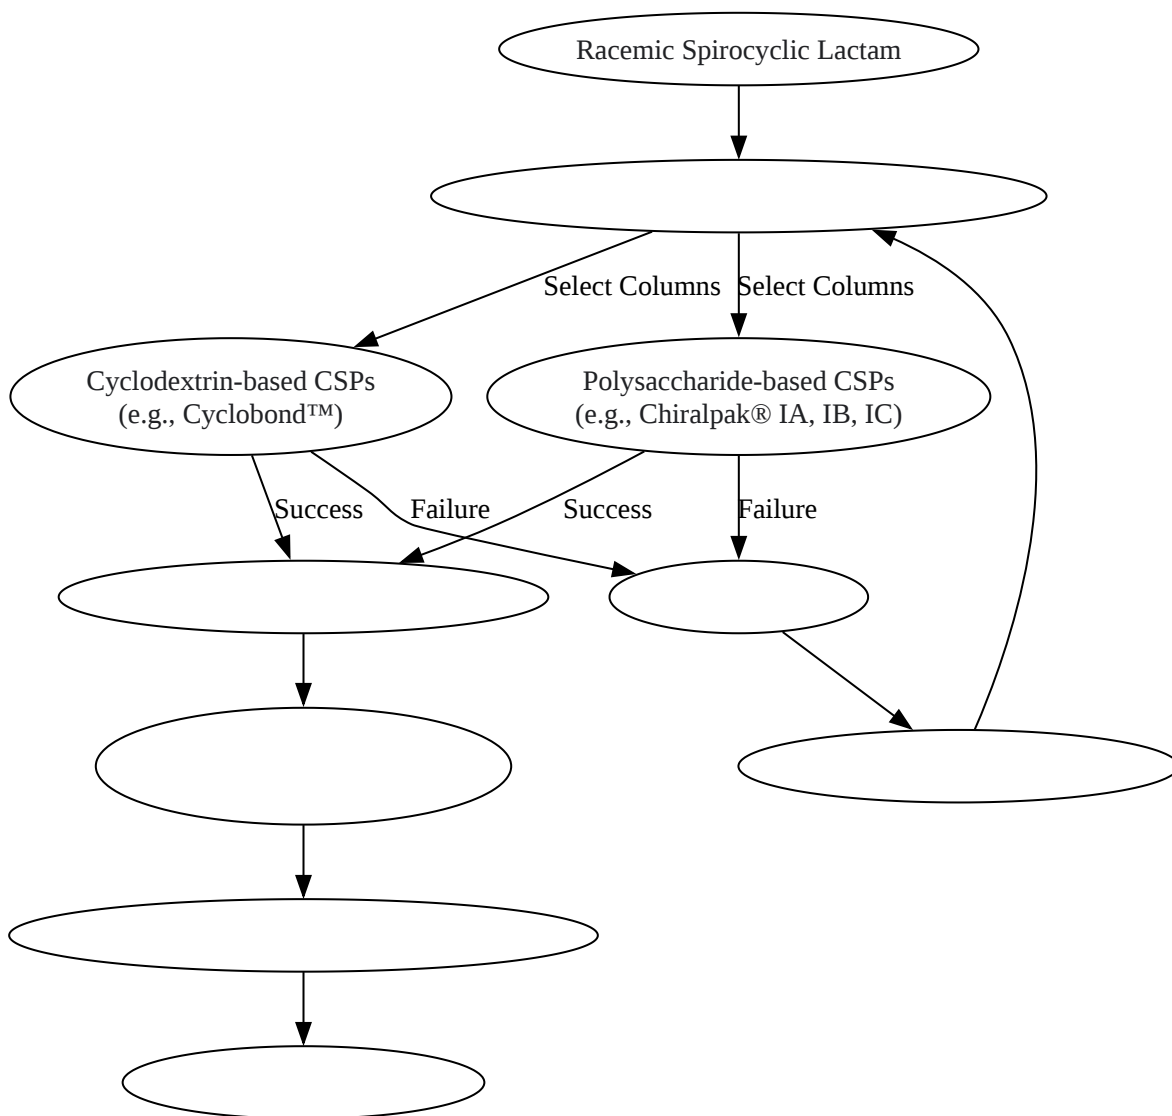 Racemic Spirocyclic Lactam
Select Columns
Select Columns
Cyclodextrin-based CSPs
(e.g., Cyclobond™)
Polysaccharide-based CSPs
(e.g., Chiralpak® IA, IB, IC)
Success
Failure
Success
Failure